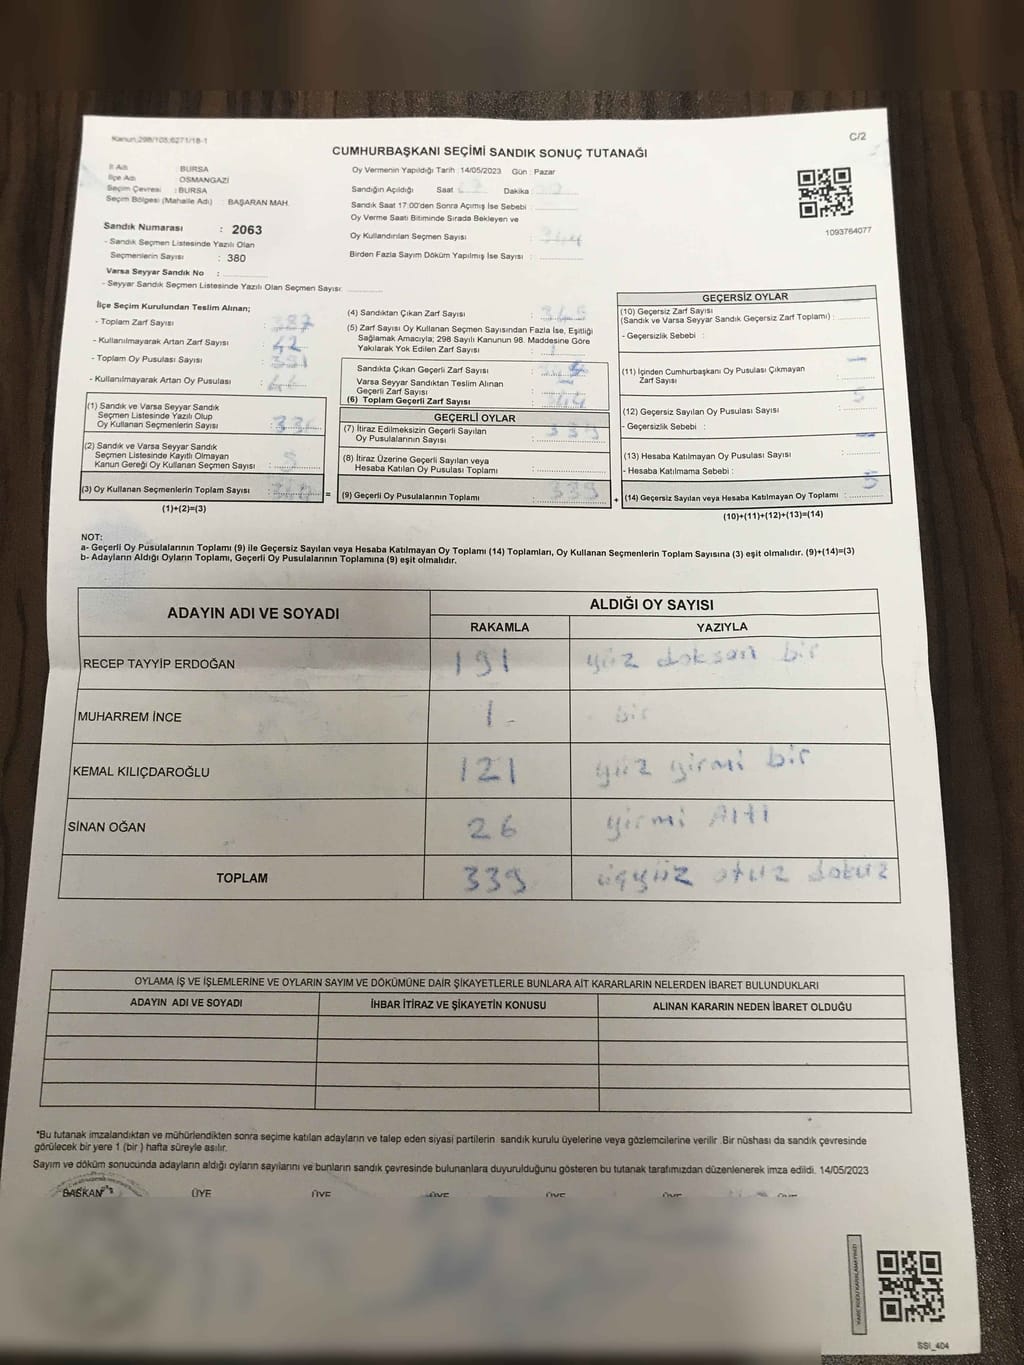 Kanun;298/103;6271/18-1
C/2
CUMHURBAŞKANI SEÇİMİ SANDIK SONUÇ TUTANAĞI
İl Adı : BURSA
İlçe Adı : OSMANGAZİ
Seçim Çevresi : BURSA
Seçim Bölgesi (Mahalle Adı) : BAŞARAN MAH.
Sandık Numarası : 2063
- Sandık Seçmen Listesinde Yazılı Olan
Seçmenlerin Sayısı : 380
Varsa Seyyar Sandık No :
- Seyyar Sandık Seçmen Listesinde Yazılı Olan Seçmen Sayısı:
Oy Vermenin Yapıldığı Tarih : 14/05/2023 Gün : Pazar
Sandığın Açıldığı Saat Dakika
Sandık Saat 17:00'den Sonra Açımış İse Sebebi :
Oy Verme Saati Bitiminde Sırada Bekleyen ve
Oy Kullandırılan Seçmen Sayısı : 344
Birden Fazla Sayım Döküm Yapılmış İse Sayısı :
1093764077
İlçe Seçim Kurulundan Teslim Alınan;
- Toplam Zarf Sayısı : 387
- Kullanılmayarak Artan Zarf Sayısı : 42
- Toplam Oy Pusulası Sayısı : 391
- Kullanılmayarak Artan Oy Pusulası :
(1) Sandık ve Varsa Seyyar Sandık
Seçmen Listesinde Yazılı Olup
Oy Kullanan Seçmenlerin Sayısı :
(2) Sandık ve Varsa Seyyar Sandık
Seçmen Listesinde Kayıtlı Olmayan
Kanun Gereği Oy Kullanan Seçmen Sayısı :
(3) Oy Kullanan Seçmenlerin Toplam Sayısı :
(1)+(2)=(3)
(4) Sandıktan Çıkan Zarf Sayısı : 345
(5) Zarf Sayısı Oy Kullanan Seçmen Sayısından Fazla İse, Eşitliği
Sağlamak Amacıyla; 298 Sayılı Kanunun 98. Maddesine Göre
Yakılarak Yok Edilen Zarf Sayısı : 1
Sandıkta Çıkan Geçerli Zarf Sayısı :
Varsa Seyyar Sandıktan Teslim Alınan
Geçerli Zarf Sayısı :
(6) Toplam Geçerli Zarf Sayısı : 344
GEÇERLİ OYLAR
(7) İtiraz Edilmeksizin Geçerli Sayılan
Oy Pusulalarının Sayısı : 339
(8) İtiraz Üzerine Geçerli Sayılan veya
Hesaba Katılan Oy Pusulası Toplamı :
= (9) Geçerli Oy Pusulalarının Toplamı : 339 +
GEÇERSİZ OYLAR
(10) Geçersiz Zarf Sayısı
(Sandık ve Varsa Seyyar Sandık Geçersiz Zarf Toplamı) :
- Geçersizlik Sebebi :
(11) İçinden Cumhurbaşkanı Oy Pusulası Çıkmayan
Zarf Sayısı :
(12) Geçersiz Sayılan Oy Pusulası Sayısı : 5
- Geçersizlik Sebebi :
(13) Hesaba Katılmayan Oy Pusulası Sayısı :
- Hesaba Katılmama Sebebi :
(14) Geçersiz Sayılan veya Hesaba Katılmayan Oy Toplamı : 5
(10)+(11)+(12)+(13)=(14)
NOT:
a- Geçerli Oy Pusulalarının Toplamı (9) ile Geçersiz Sayılan veya Hesaba Katılmayan Oy Toplamı (14) Toplamları, Oy Kullanan Seçmenlerin Toplam Sayısına (3) eşit olmalıdır. (9)+(14)=(3)
b- Adayların Aldığı Oyların Toplamı, Geçerli Oy Pusulalarının Toplamına (9) eşit olmalıdır.
ADAYIN ADI VE SOYADI
ALDIĞI OY SAYISI
RAKAMLA YAZIYLA
RECEP TAYYİP ERDOĞAN 191 yüz doksan bir
MUHARREM İNCE 1 - bir
KEMAL KILIÇDAROĞLU 121 yüz yirmi bir
SİNAN OĞAN 26 yirmi Altı
TOPLAM 339 üçyüz otuz dokuz
OYLAMA İŞ VE İŞLEMLERİNE VE OYLARIN SAYIM VE DÖKÜMÜNE DAİR ŞİKAYETLERLE BUNLARA AİT KARARLARIN NELERDEN İBARET BULUNDUKLARI
ADAYIN ADI VE SOYADI İHBAR İTİRAZ VE ŞİKAYETİN KONUSU ALINAN KARARIN NEDEN İBARET OLDUĞU
*Bu tutanak imzalandıktan ve mühürlendikten sonra seçime katılan adayların ve talep eden siyasi partilerin sandık kurulu üyelerine veya gözlemcilerine verilir. Bir nüshası da sandık çevresinde
görülecek bir yere 1 (bir ) hafta süreyle asılır.
Sayım ve döküm sonucunda adayların aldığı oyların sayılarını ve bunların sandık çevresinde bulunanlara duyurulduğunu gösteren bu tutanak tarafımızdan düzenlenerek imza edildi. 14/05/2023
BAŞKAN ÜYE ÜYE ÜYE ÜYE ÜYE ÜYE
SSI_404